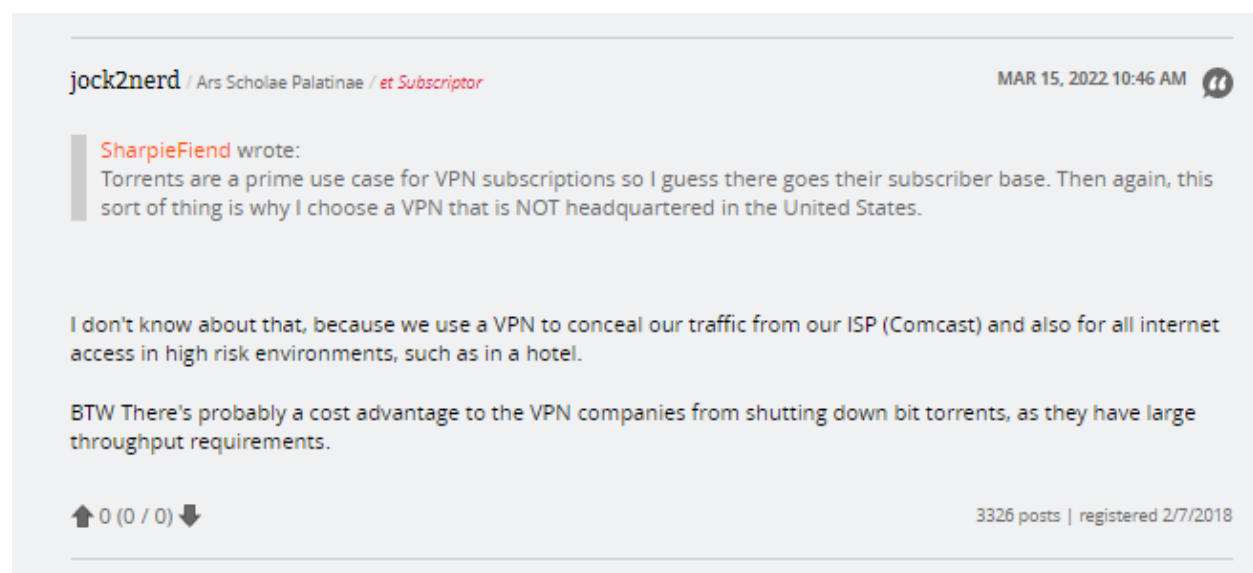 jock2nerd / Ars Scholae Palatinae / et Subscriptor
MAR 15, 2022 10:46 AM
SharpieFiend wrote:
Torrents are a prime use case for VPN subscriptions so I guess there goes their subscriber base. Then again, this
sort of thing is why I choose a VPN that is NOT headquartered in the United States.
I don't know about that, because we use a VPN to conceal our traffic from our ISP (Comcast) and also for all internet
access in high risk environments, such as in a hotel.
BTW There's probably a cost advantage to the VPN companies from shutting down bit torrents, as they have large
throughput requirements.
0 (0 / 0)
3326 posts | registered 2/7/2018